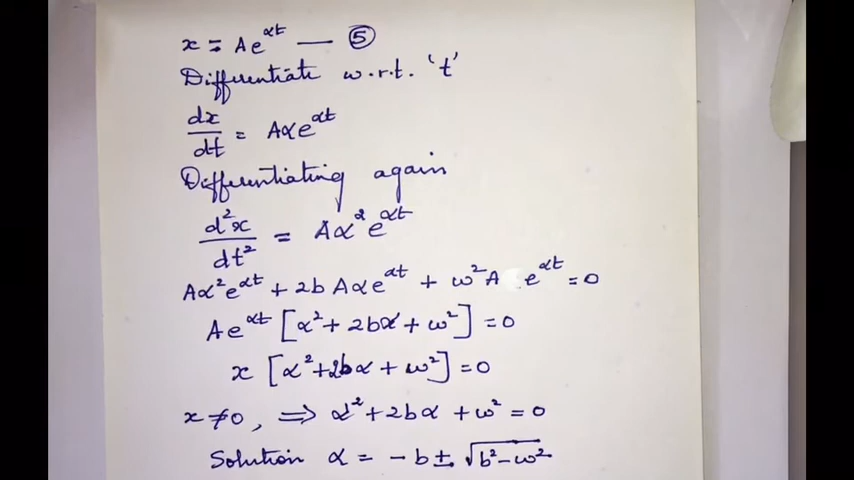 x = Ae^{αt} — ⑤
Differentiate w.r.t. 't'
dx/dt = Aαe^{αt}
Differentiating again
d²x/dt² = Aα²e^{αt}
Aα²e^{αt} + 2b Aαe^{αt} + ω²A e^{αt} = 0
Ae^{αt} [α² + 2bα + ω²] = 0
x [α² + 2bα + ω²] = 0
x ≠ 0, ⟹ α² + 2bα + ω² = 0
Solution α = -b ± √(b²-ω²)